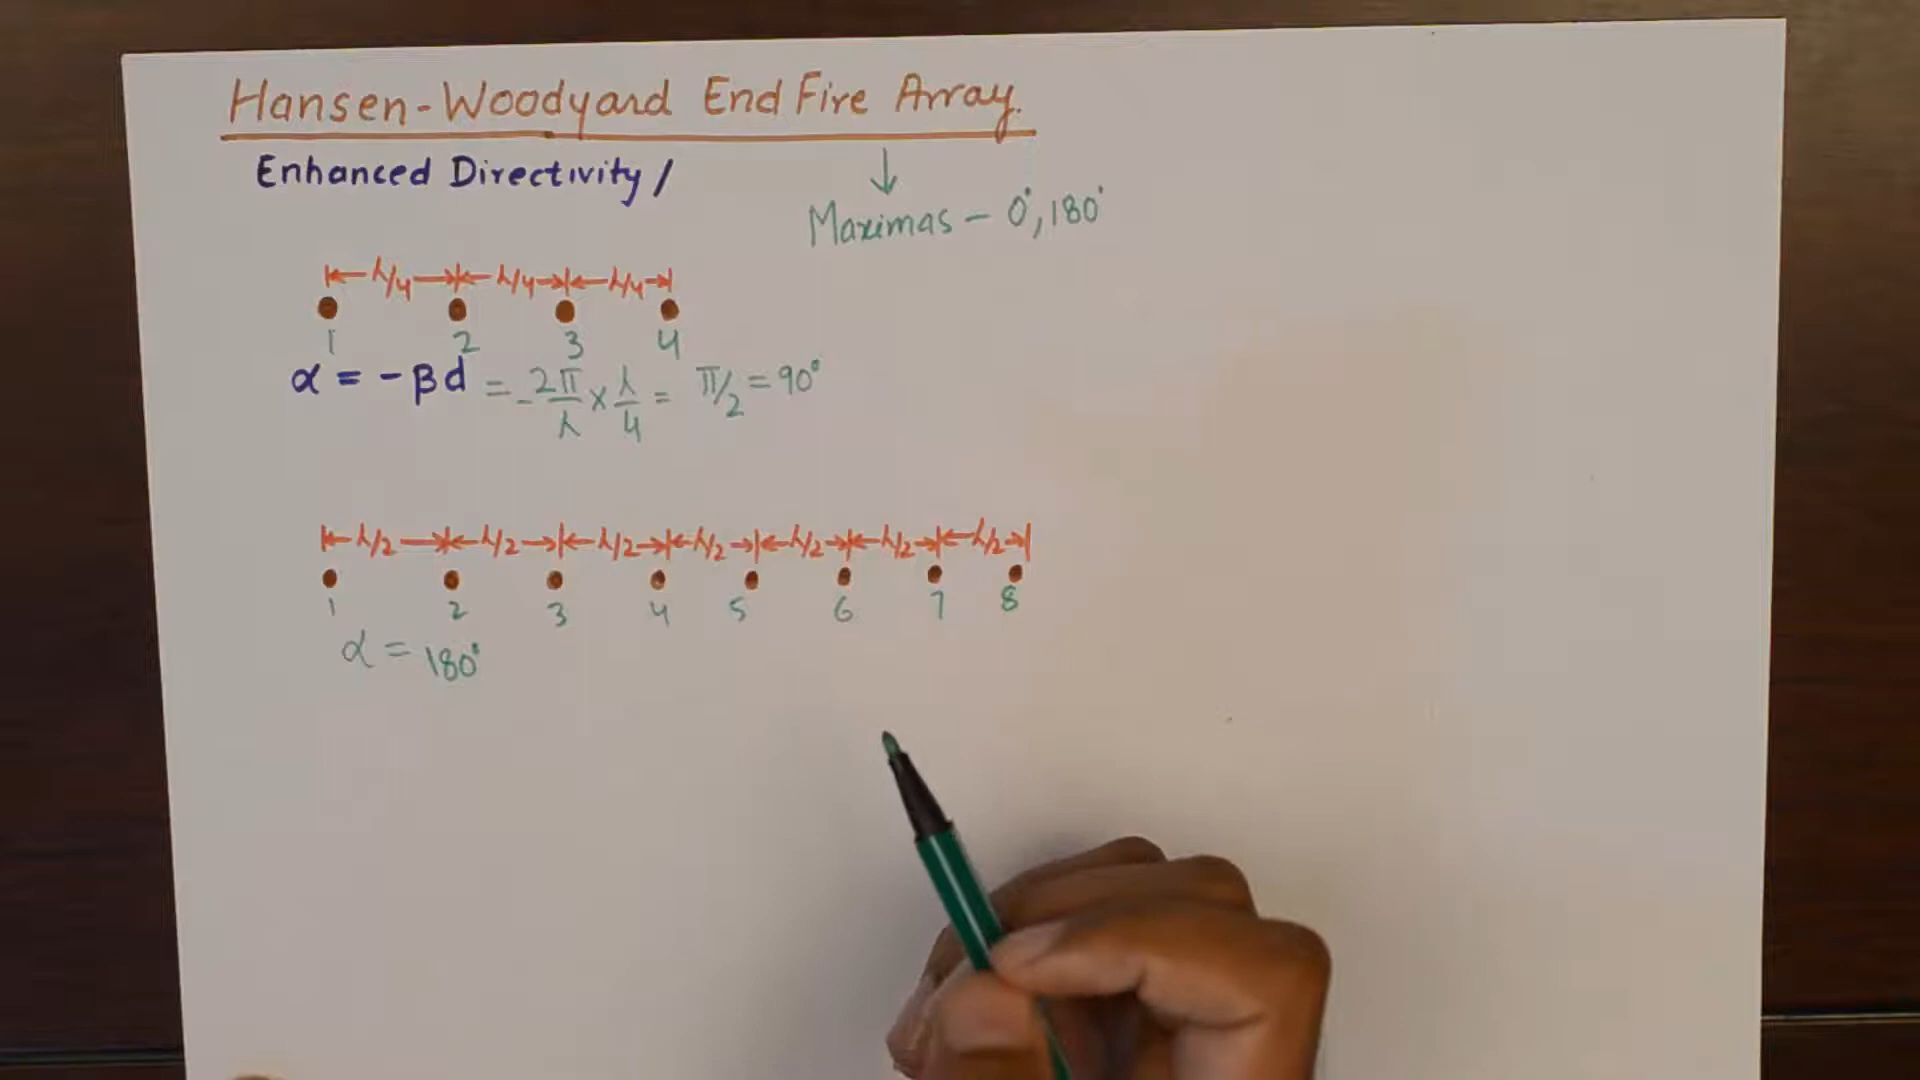 Hansen-Woodyard End Fire Array.
Enhanced Directivity /
↓
Maximas - 0°, 180°
λ/4 λ/4 λ/4
1 2 3 4
α = -βd = -2π/λ × λ/4 = π/2 = 90°
λ/2 λ/2 λ/2 λ/2 λ/2 λ/2 λ/2
1 2 3 4 5 6 7 8
α = 180°